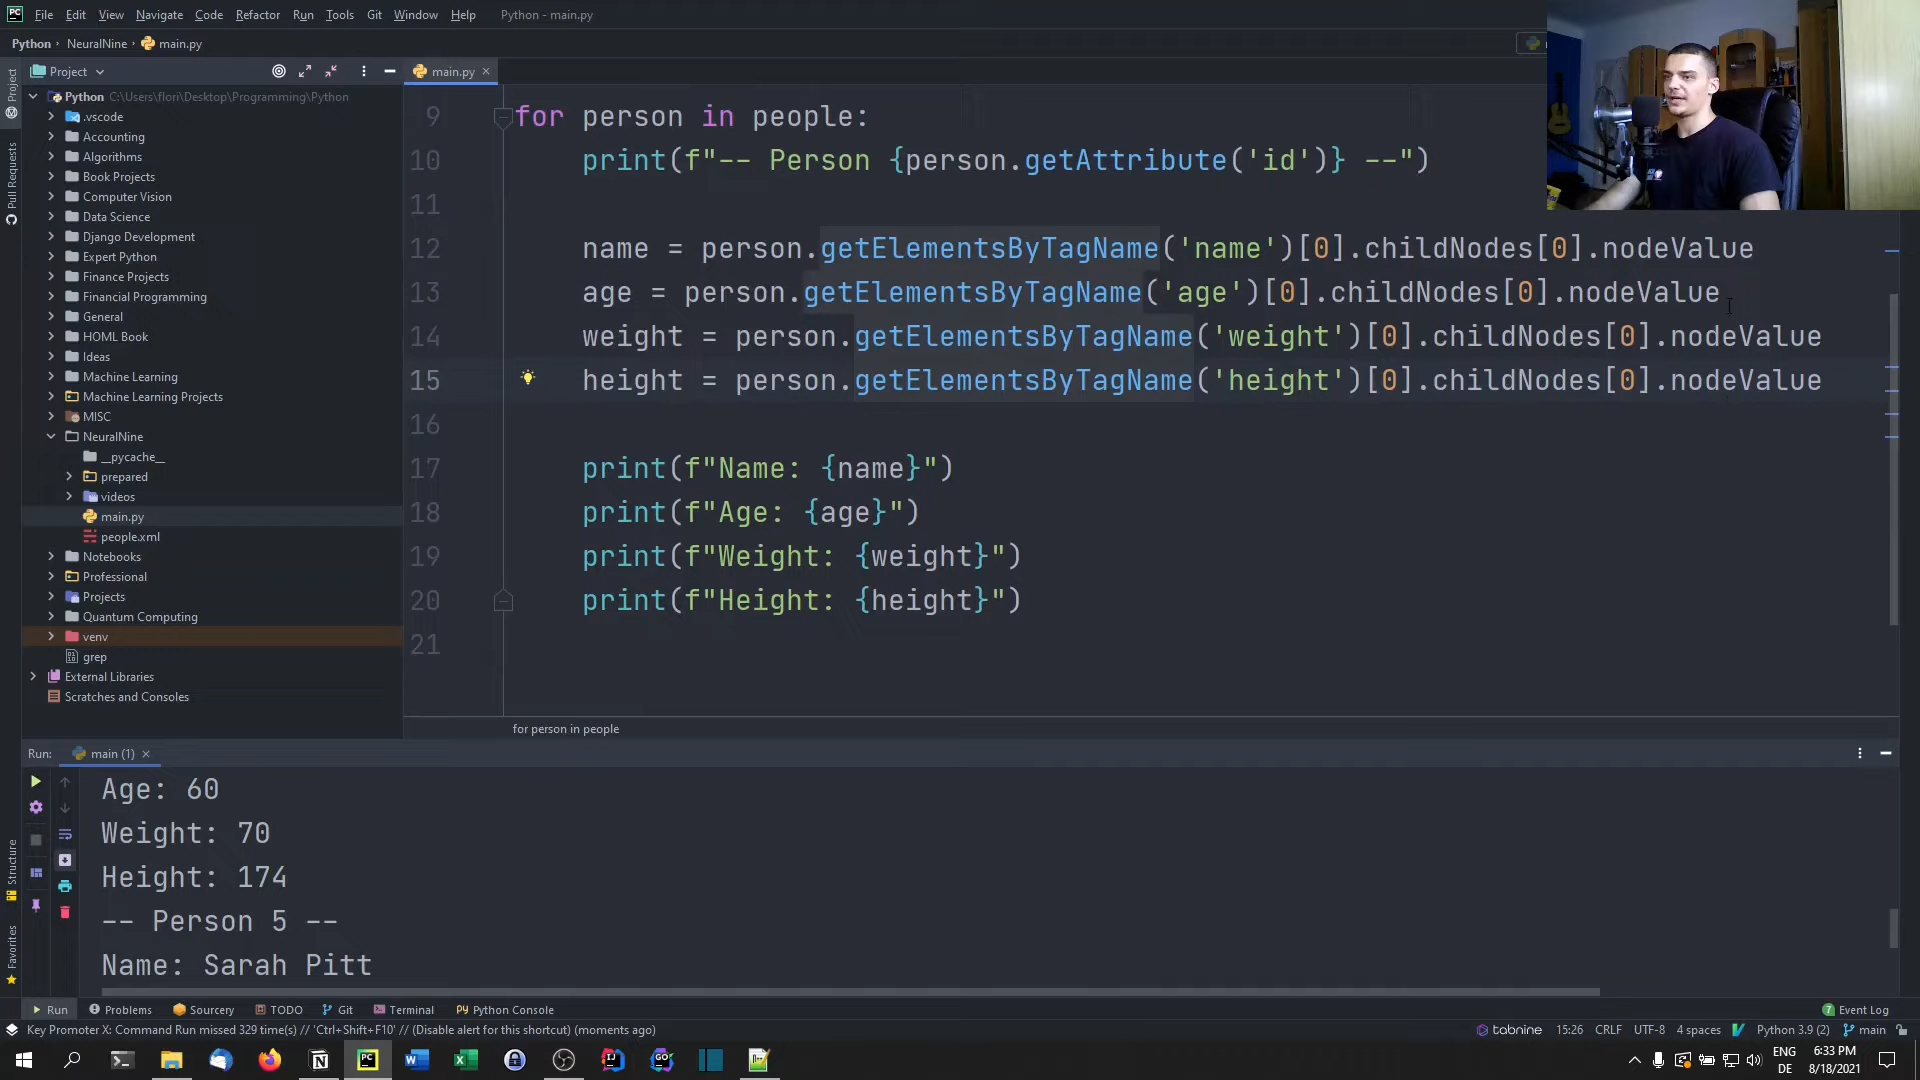 File Edit View Navigate Code Refactor Run Tools Git Window Help Python - main.py
Python NeuralNine main.py
Project
main.py
Project
Pull Requests
Structure
Favorites
Python C:\Users\flori\Desktop\Programming\Python
.vscode
Accounting
Algorithms
Book Projects
Computer Vision
Data Science
Django Development
Expert Python
Finance Projects
Financial Programming
General
HOML Book
Ideas
Machine Learning
Machine Learning Projects
MISC
NeuralNine
__pycache__
prepared
videos
main.py
people.xml
Notebooks
Professional
Projects
Quantum Computing
venv
grep
External Libraries
Scratches and Consoles
9 for person in people:
10 print(f"-- Person {person.getAttribute('id')} --")
11
12 name = person.getElementsByTagName('name')[0].childNodes[0].nodeValue
13 age = person.getElementsByTagName('age')[0].childNodes[0].nodeValue
14 weight = person.getElementsByTagName('weight')[0].childNodes[0].nodeValue
15 height = person.getElementsByTagName('height')[0].childNodes[0].nodeValue
16
17 print(f"Name: {name}")
18 print(f"Age: {age}")
19 print(f"Weight: {weight}")
20 print(f"Height: {height}")
21
for person in people
Run: main (1)
Age: 60
Weight: 70
Height: 174
-- Person 5 --
Name: Sarah Pitt
Run Problems Sourcery TODO Git Terminal Python Console Event Log
Key Promoter X: Command Run missed 329 time(s) // 'Ctrl+Shift+F10' // (Disable alert for this shortcut) (moments ago) tabnine 15:26 CRLF UTF-8 4 spaces Python 3.9 (2) main
ENG 6:33 PM
DE 8/18/2021